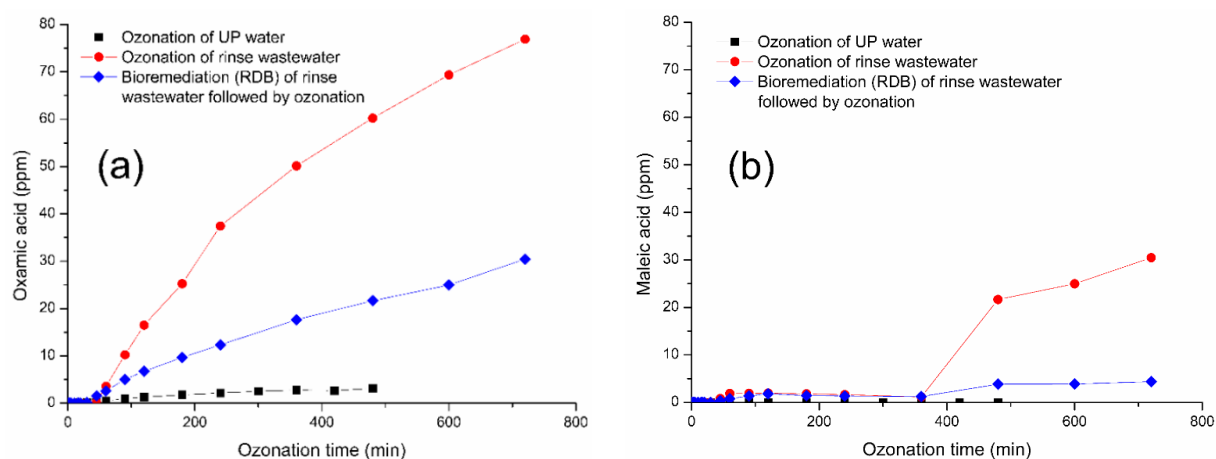 Ozonation of UP water
Ozonation of rinse wastewater
Bioremediation (RDB) of rinse
wastewater followed by ozonation
(a)
Oxamic acid (ppm)
80
70
60
50
40
30
20
10
0
0 200 400 600 800
Ozonation time (min)
Ozonation of UP water
Ozonation of rinse wastewater
Bioremediation (RDB) of rinse wastewater
followed by ozonation
(b)
Maleic acid (ppm)
80
70
60
50
40
30
20
10
0
0 200 400 600 800
Ozonation time (min)